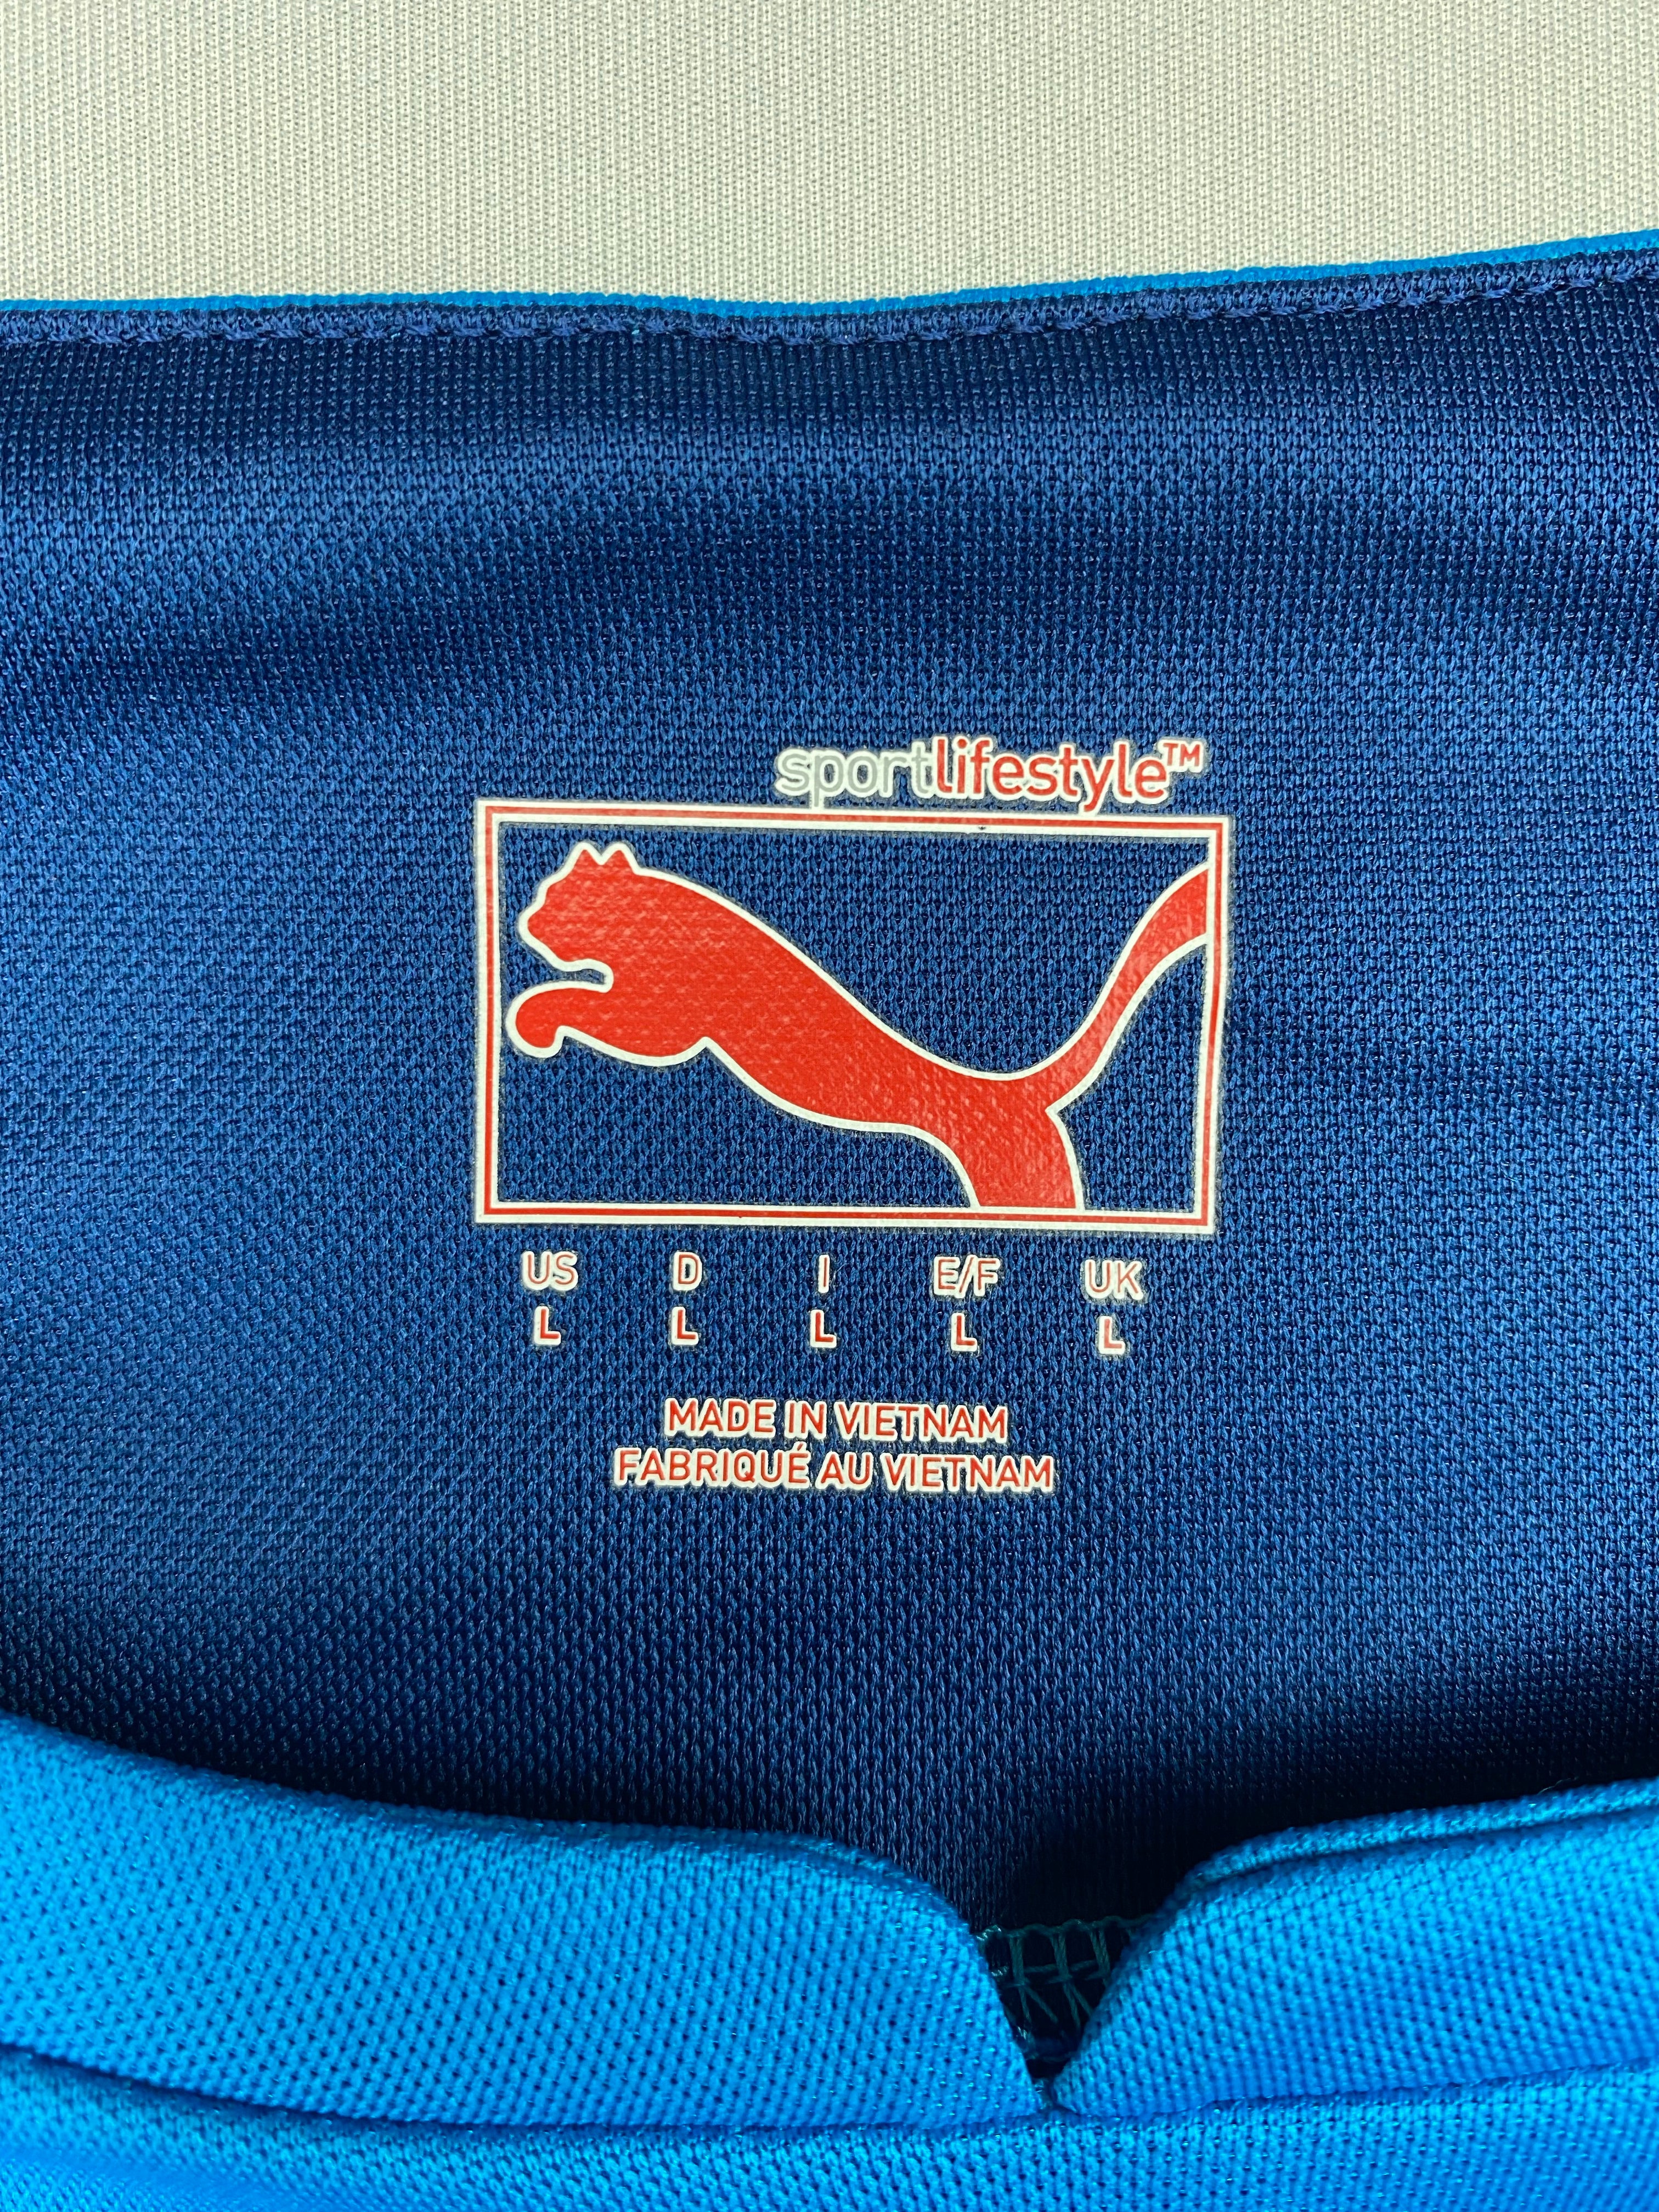 sportlifestyle™
US D I E/F UK
L L L L L
MADE IN VIETNAM
FABRIQUÉ AU VIETNAM